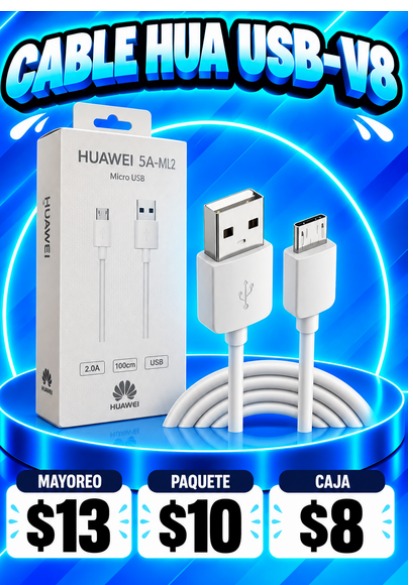 CABLE HUA USB-V8
HUAWEI 5A-ML2
Micro USB
HUAWEI
2.0A
100cm
USB
HUAWEI
HUAWEI
MAYOREO
$13
PAQUETE
$10
CAJA
$8